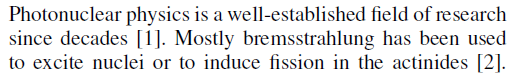 Photonuclear physics is a well-established field of research
since decades [1]. Mostly bremsstrahlung has been used
to excite nuclei or to induce fission in the actinides [2].